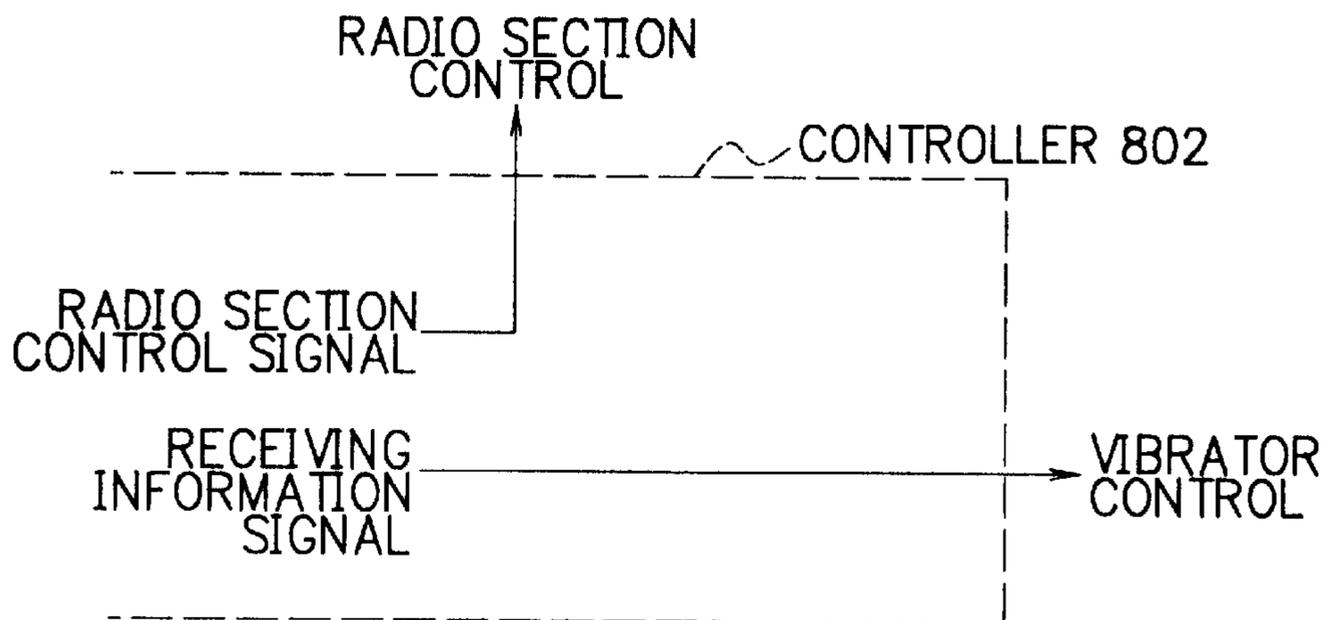 RADIO SECTION
CONTROL
CONTROLLER 802
RADIO SECTION
CONTROL SIGNAL
RECEIVING
INFORMATION
SIGNAL
VIBRATOR
CONTROL